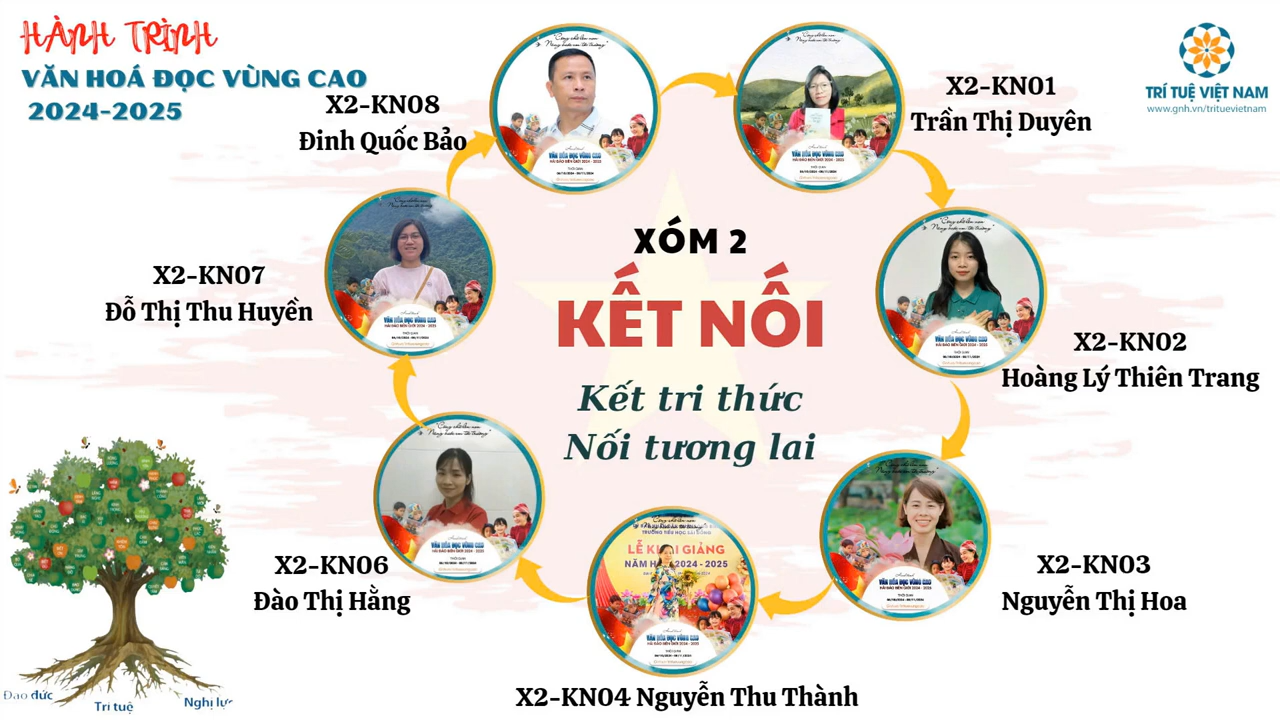 HÀNH TRÌNH
VĂN HOÁ ĐỌC VÙNG CAO
2024-2025
TRÍ TUỆ VIỆT NAM
www.gnh.vn/trituevietnam
X2-KN08
Đinh Quốc Bảo
X2-KN01
Trần Thị Duyên
X2-KN07
Đỗ Thị Thu Huyền
XÓM 2
KẾT NỐI
Kết tri thức
Nối tương lai
X2-KN02
Hoàng Lý Thiên Trang
X2-KN06
Đào Thị Hằng
LỄ KHAI GIẢNG
NĂM HỌC 2024-2025
X2-KN03
Nguyễn Thị Hoa
X2-KN04 Nguyễn Thu Thành
Đạo đức
Trí tuệ
Nghị lực